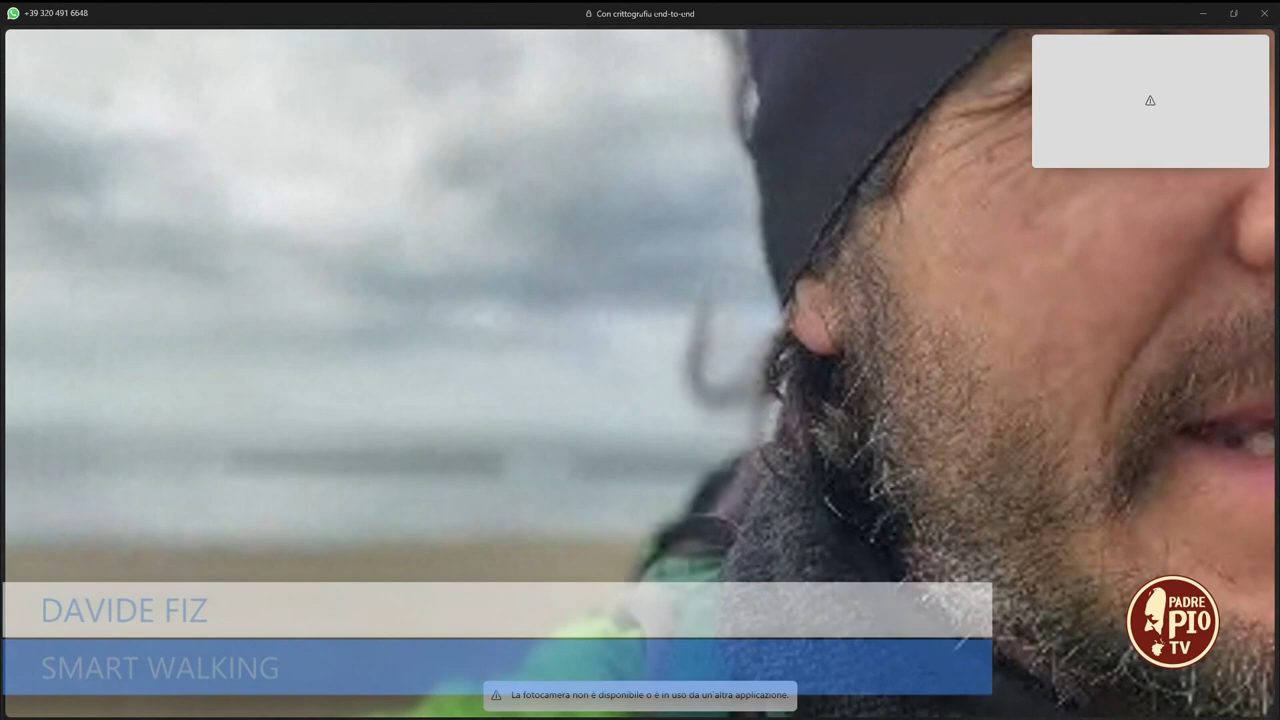 +39 320 491 6648
Con crittografia end-to-end
DAVIDE FIZ
SMART WALKING
PADRE
PIO
TV
La fotocamera non è disponibile o è in uso da un'altra applicazione.